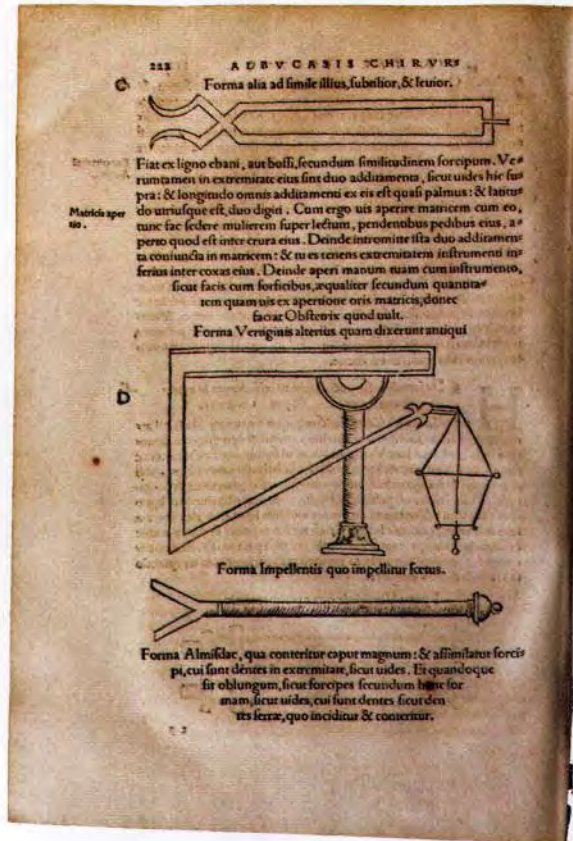 222 ADBVCASIS CHIRVR
C
Forma alia ad simile illius, subtilior, & leuior.
Fiat ex ligno ebani, aut bossi, secundum similitudinem forcipum. Ve-
rumtamen in extremitate eius sint duo additamenta, sicut uides hic su-
pra: & longitudo omnis additamenti ex eis est quasi palmus: & latitu-
Matricis aper
tio.
do utriusque est, duo digiti. Cum ergo uis aperire matricem cum eo,
tunc fac sedere mulierem super lectum, pendentibus pedibus eius, a-
perto quod est inter crura eius. Deinde intromitte ista duo additamen-
ta coniuncta in matricem: & tu es tenens extremitatem instrumenti in-
ferius inter coxas eius. Deinde aperi manum tuam cum instrumento,
sicut facis cum forficibus, æqualiter secundum quantita-
tem quam uis ex apertione oris matricis, donec
faciat Obstetrix quod uult.
Forma Vertiginis alterius quam dixerunt antiqui
D
Forma Impellentis quo impellitur fœtus.
Forma Almisdac, qua conteritur caput magnum: & assimilatur forci-
pi, cui sunt dentes in extremitate, sicut uides. Et quandoque
fit oblungum, sicut forcipes secundum hanc for
mam, sicut uides, cui sunt dentes sicut den
tes serræ, quo inciditur & conteritur.